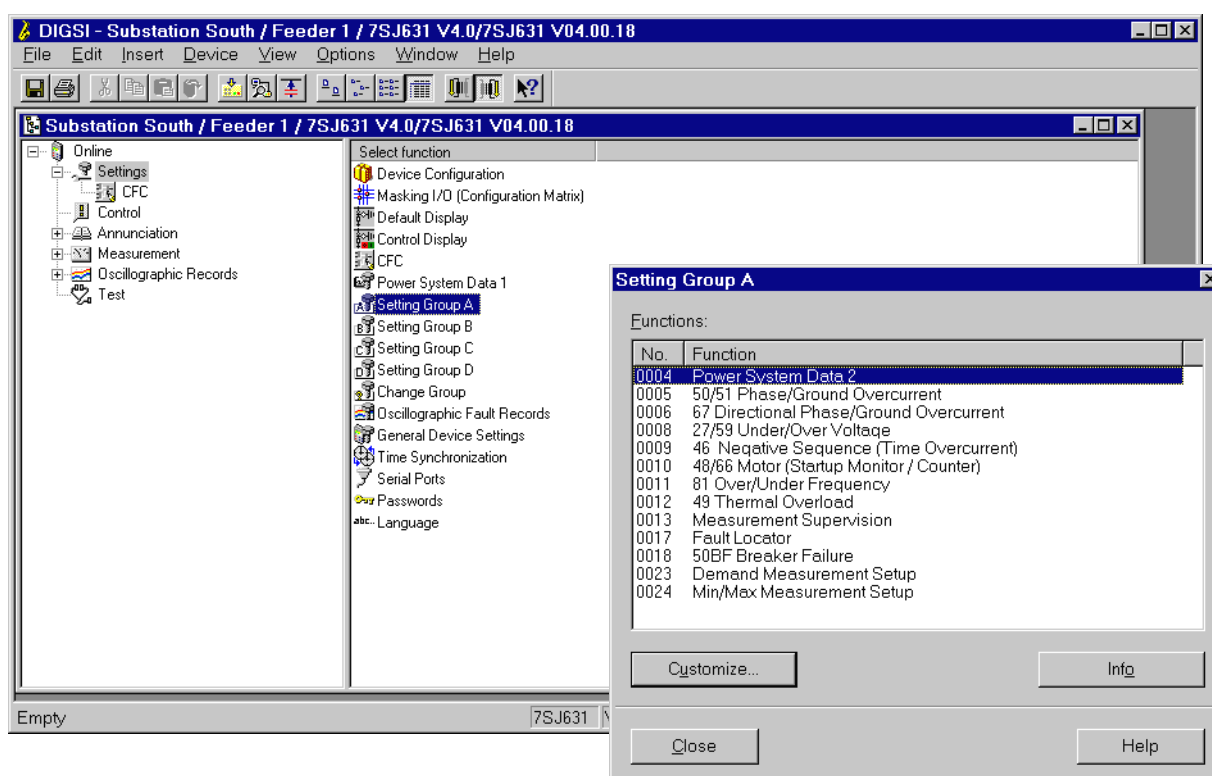 DIGSI - Substation South / Feeder 1 / 7SJ631 V4.0/7SJ631 V04.00.18
File Edit Insert Device View Options Window Help
Substation South / Feeder 1 / 7SJ631 V4.0/7SJ631 V04.00.18
Online
Settings
CFC
Control
Annunciation
Measurement
Oscillographic Records
Test
Select function
Device Configuration
Masking I/O (Configuration Matrix)
Default Display
Control Display
CFC
Power System Data 1
Setting Group A
Setting Group B
Setting Group C
Setting Group D
Change Group
Oscillographic Fault Records
General Device Settings
Time Synchronization
Serial Ports
Passwords
abc.. Language
Empty 7SJ631
Setting Group A
Functions:
No. Function
0004 Power System Data 2
0005 50/51 Phase/Ground Overcurrent
0006 67 Directional Phase/Ground Overcurrent
0008 27/59 Under/Over Voltage
0009 46 Negative Sequence (Time Overcurrent)
0010 48/66 Motor (Startup Monitor / Counter)
0011 81 Over/Under Frequency
0012 49 Thermal Overload
0013 Measurement Supervision
0017 Fault Locator
0018 50BF Breaker Failure
0023 Demand Measurement Setup
0024 Min/Max Measurement Setup
Customize... Info
Close Help